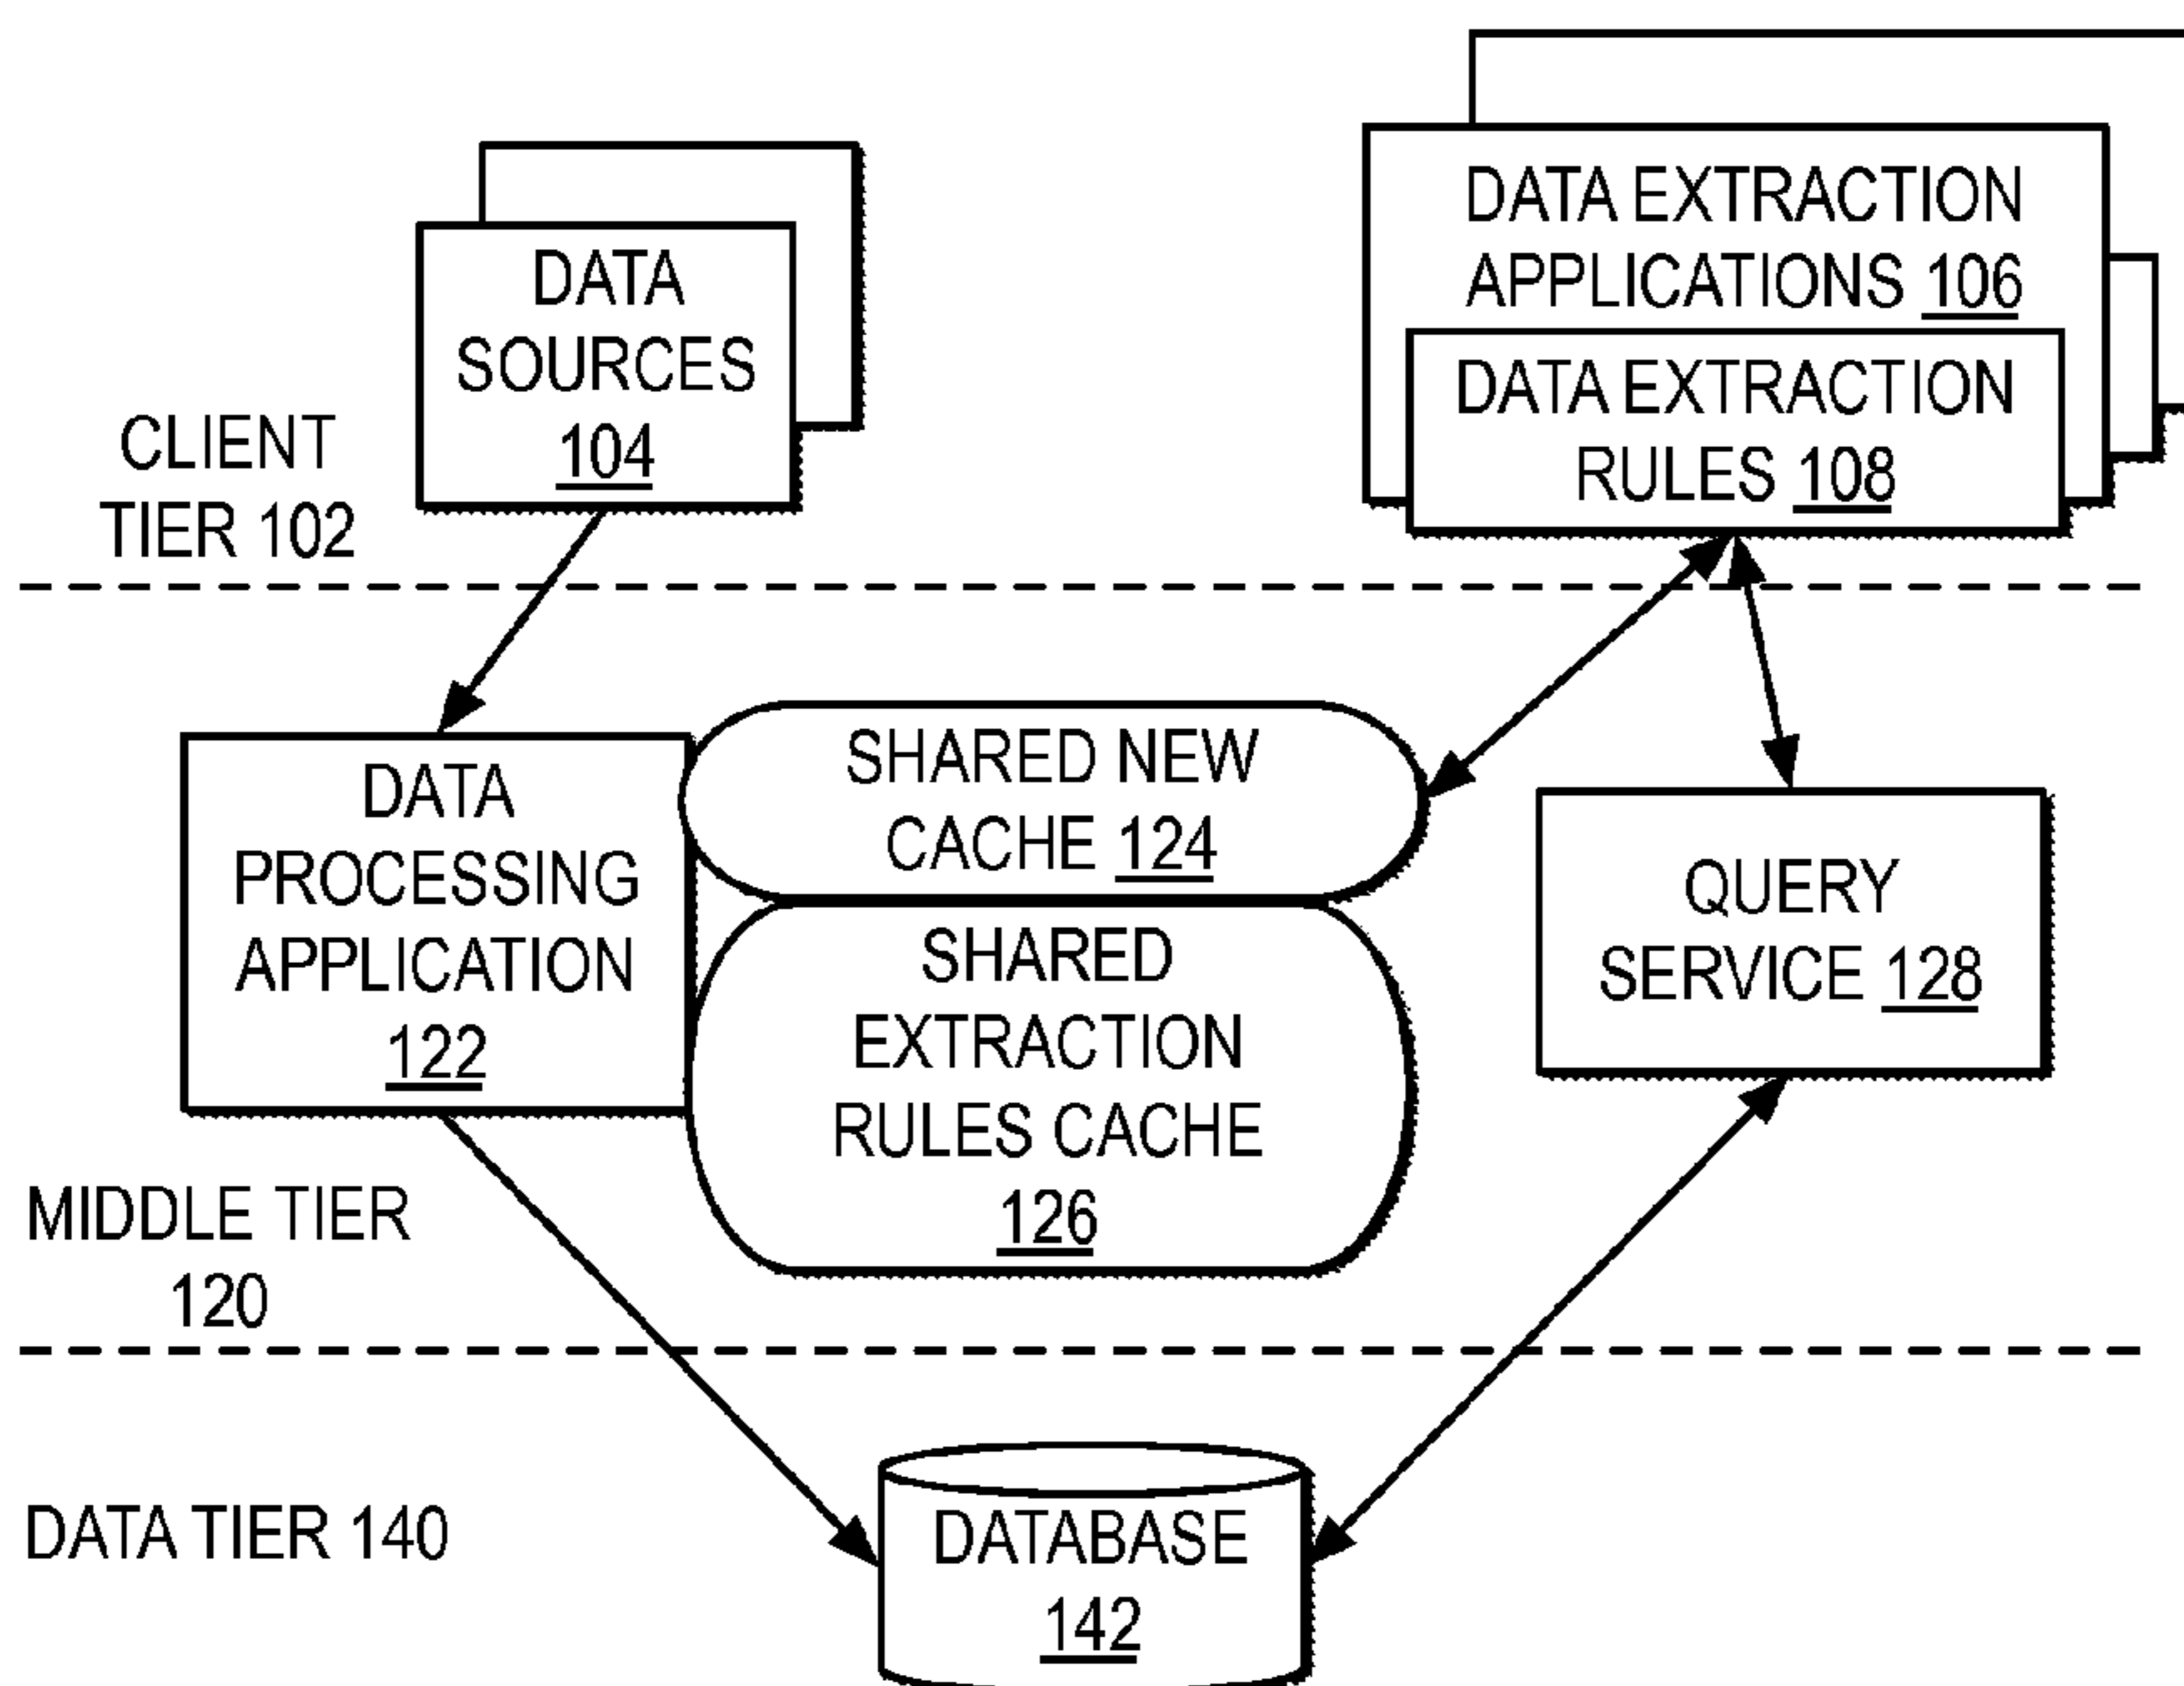 DATA
SOURCES
104
DATA EXTRACTION
APPLICATIONS 106
DATA EXTRACTION
RULES 108
CLIENT
TIER 102
DATA
PROCESSING
APPLICATION
122
SHARED NEW
CACHE 124
SHARED
EXTRACTION
RULES CACHE
126
QUERY
SERVICE 128
MIDDLE TIER
120
DATA TIER 140
DATABASE
142